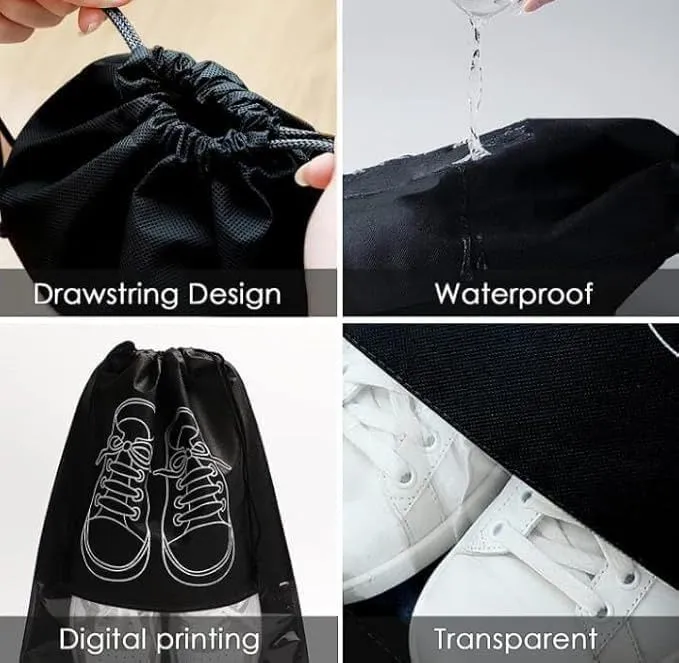 Drawstring Design
Waterproof
Digital printing
Transparent